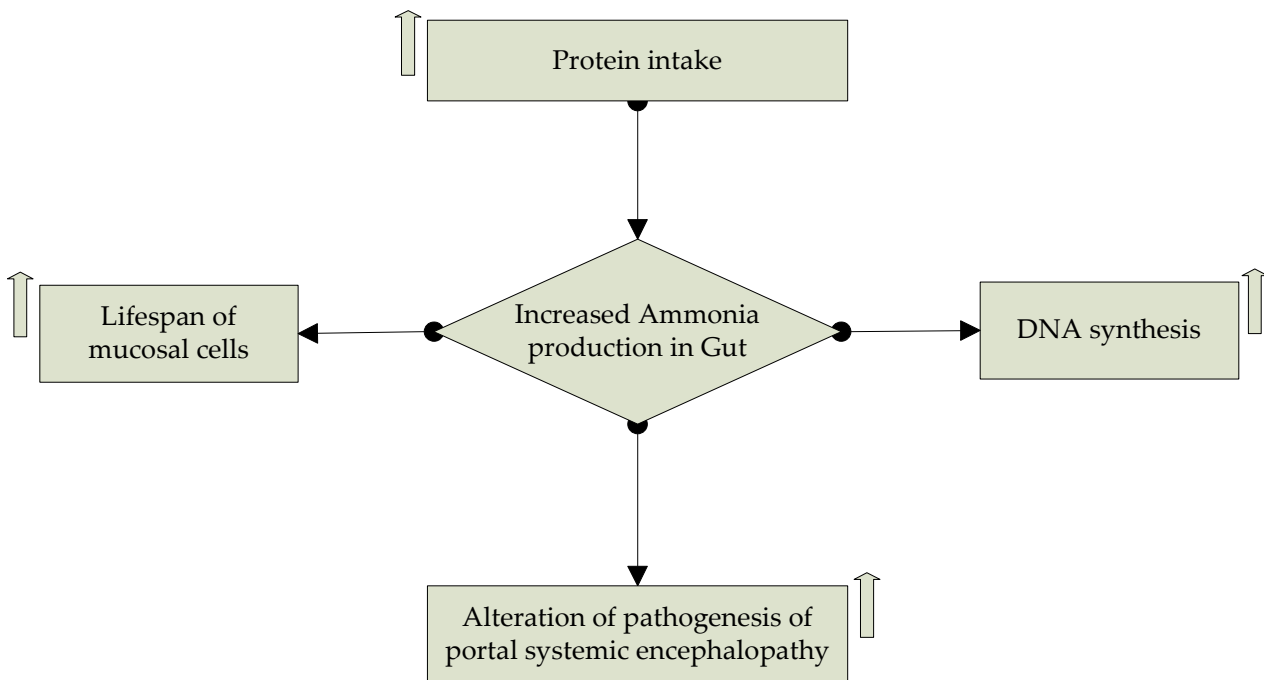 Protein intake
Lifespan of
mucosal cells
Increased Ammonia
production in Gut
DNA synthesis
Alteration of pathogenesis of
portal systemic encephalopathy